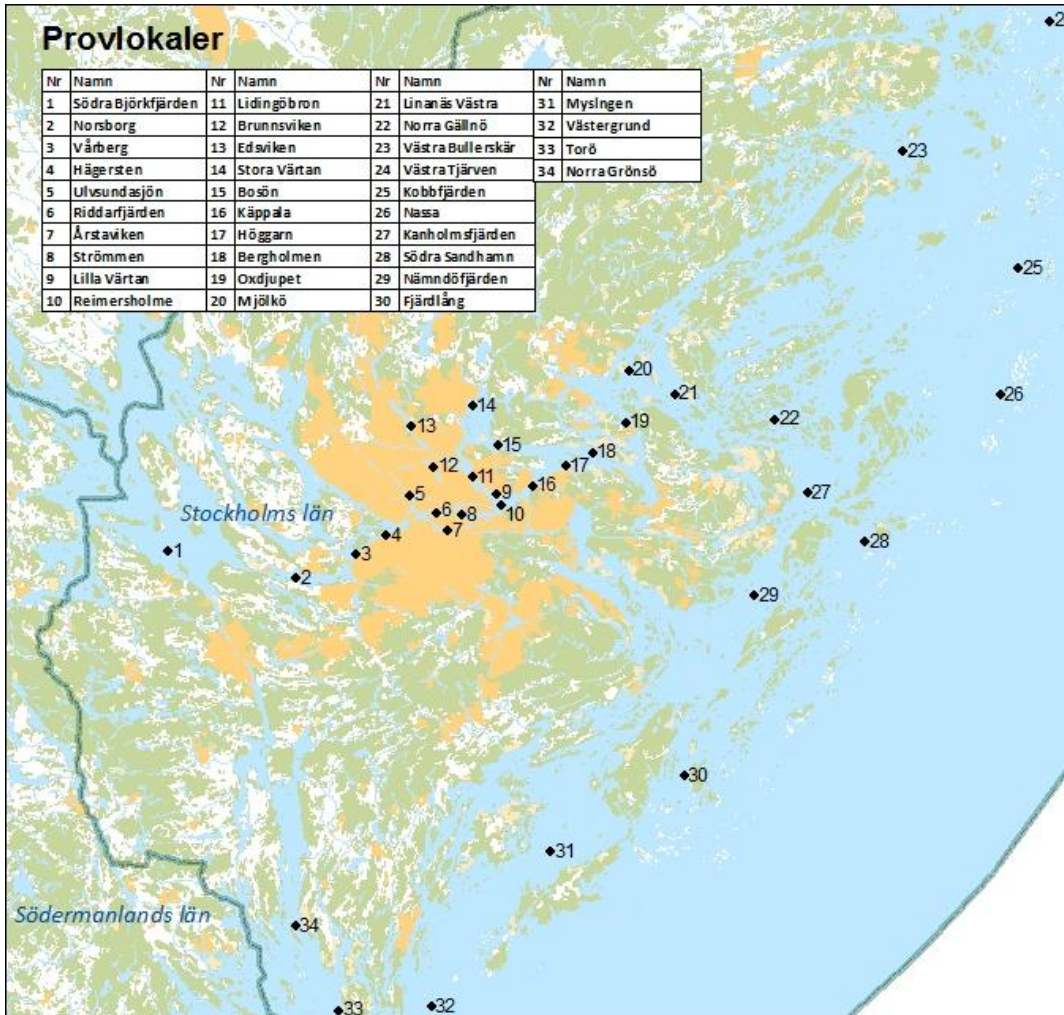 Provlokaler
Nr Namn Nr Namn Nr Namn Nr Namn
1 Södra Björkfjärden 11 Lidingöbron 21 Linanäs Västra 31 Mysingen
2 Norsborg 12 Brunnsviken 22 Norra Gällnö 32 Västergrund
3 Vårberg 13 Edsviken 23 Västra Bullerskär 33 Torö
4 Hägersten 14 Stora Värtan 24 Västra Tjärven 34 Norra Grönsö
5 Ulvsundasjön 15 Bosön 25 Kobbfjärden
6 Riddarfjärden 16 Käppala 26 Nassa
7 Årstaviken 17 Höggarn 27 Kanholmsfjärden
8 Strömmen 18 Bergholmen 28 Södra Sandhamn
9 Lilla Värtan 19 Oxdjupet 29 Nämndöfjärden
10 Reimersholme 20 Mjölkö 30 Fjärdlång
2
23
25
20
21
26
14
22
13
19
15
18
12
17
11
16
27
5
9
10
Stockholms län
6
8
7
4
28
1
3
2
29
30
31
Södermanlands län
34
32
33